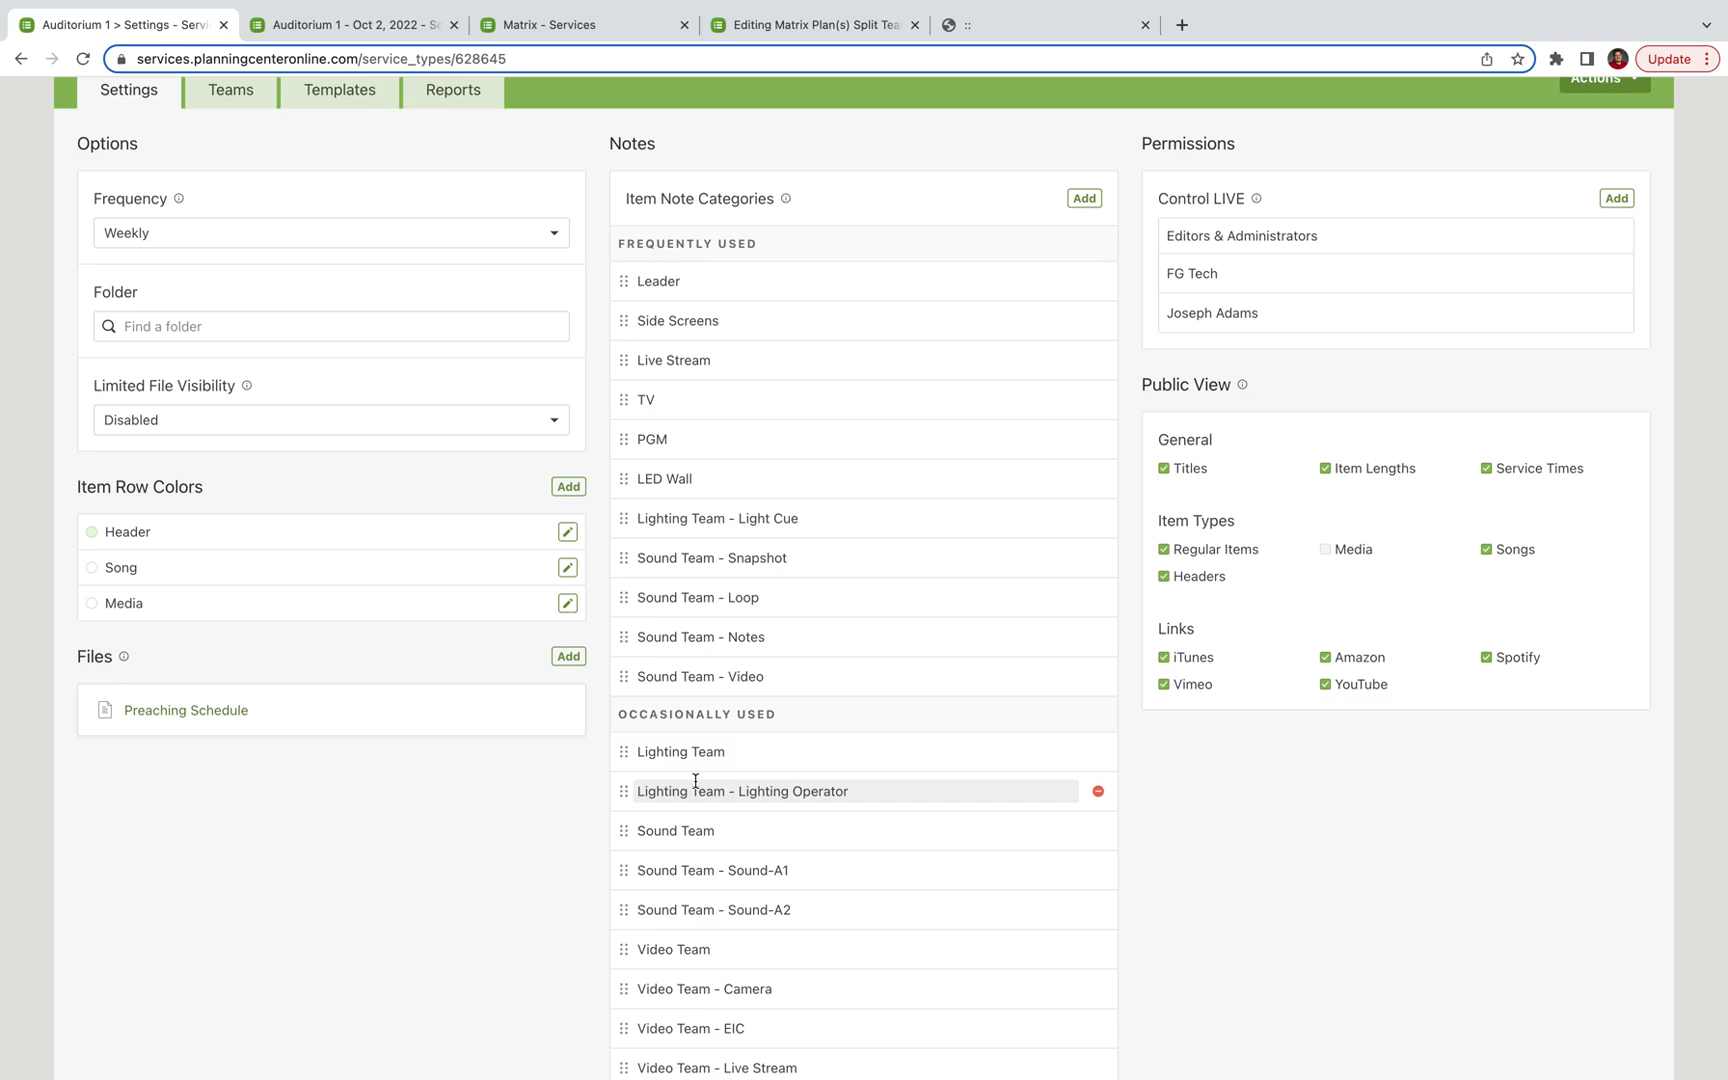 Auditorium 1 > Settings - Servi
Auditorium 1 - Oct 2, 2022 - Se
Matrix - Services
Editing Matrix Plan(s) Split Tea
::
services.planningcenteronline.com/service_types/628645
Update
Settings
Teams
Templates
Reports
Actions
Options
Frequency
Weekly
Folder
Find a folder
Limited File Visibility
Disabled
Item Row Colors
Add
Header
Song
Media
Files
Add
Preaching Schedule
Notes
Item Note Categories
Add
FREQUENTLY USED
Leader
Side Screens
Live Stream
TV
PGM
LED Wall
Lighting Team - Light Cue
Sound Team - Snapshot
Sound Team - Loop
Sound Team - Notes
Sound Team - Video
OCCASIONALLY USED
Lighting Team
Lighting Team - Lighting Operator
Sound Team
Sound Team - Sound-A1
Sound Team - Sound-A2
Video Team
Video Team - Camera
Video Team - EIC
Video Team - Live Stream
Permissions
Control LIVE
Add
Editors & Administrators
FG Tech
Joseph Adams
Public View
General
Titles Item Lengths Service Times
Item Types
Regular Items Media Songs
Headers
Links
iTunes Amazon Spotify
Vimeo YouTube